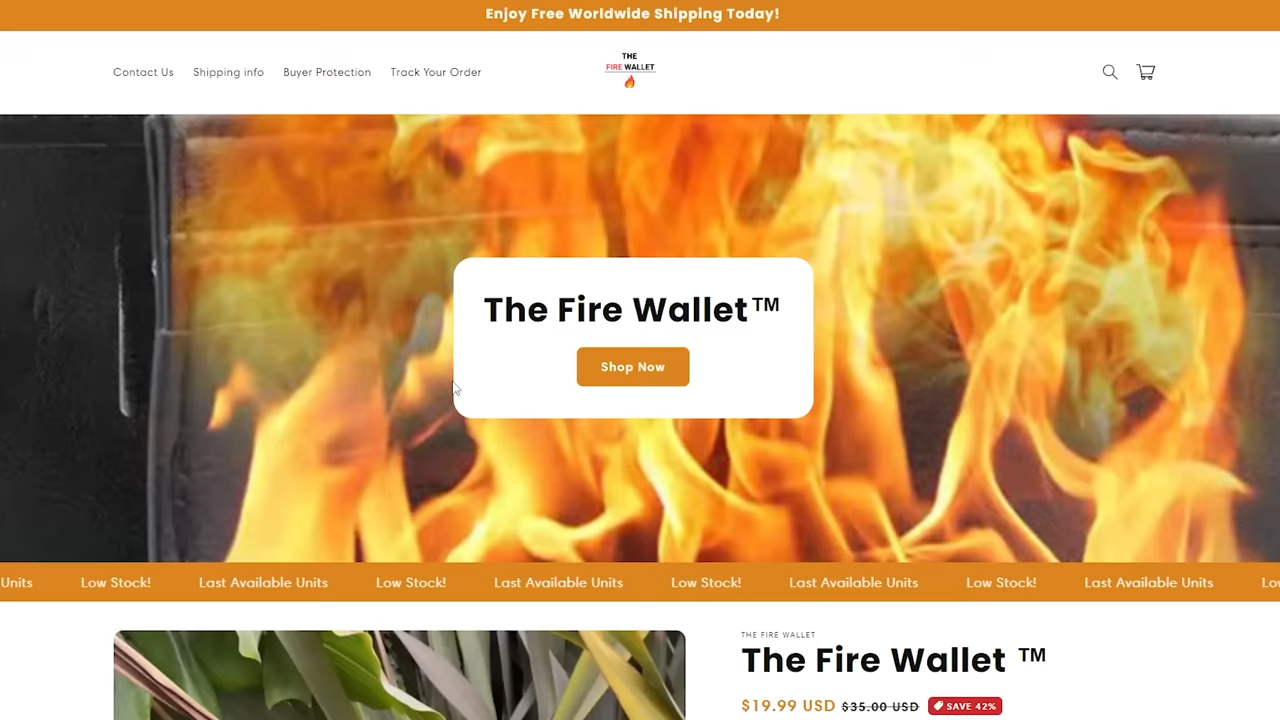 Enjoy Free Worldwide Shipping Today!
Contact Us Shipping info Buyer Protection Track Your Order
THE
FIRE WALLET
The Fire Wallet™
Shop Now
Units Low Stock! Last Available Units Low Stock! Last Available Units Low Stock! Last Available Units Low Stock! Last Available Units
THE FIRE WALLET
The Fire Wallet ™
$19.99 USD $35.00 USD SAVE 42%